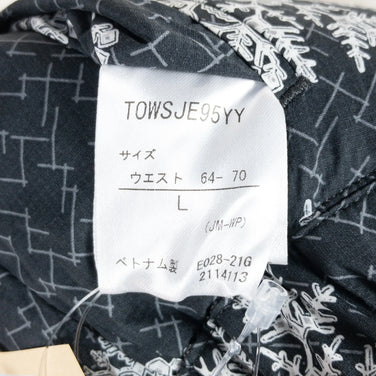 TOWSJE95YY
サイズ
ウエスト 64- 70
L
(JM-WP)
ベトナム製 E028-21G
2114113